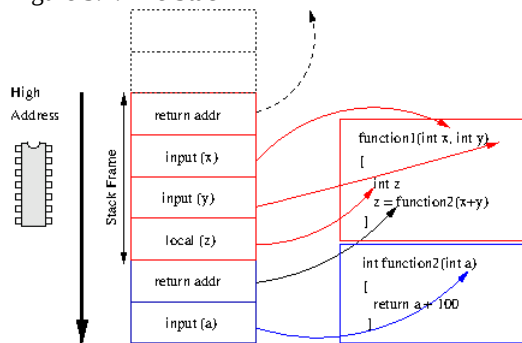 High
Address
Stack Frame
return addr
input (x)
input (y)
local (z)
return addr
input (a)
function1(int x, int y)
[
int z
z = function2(x+y)
]
int function2(int a)
[
return a + 100
]